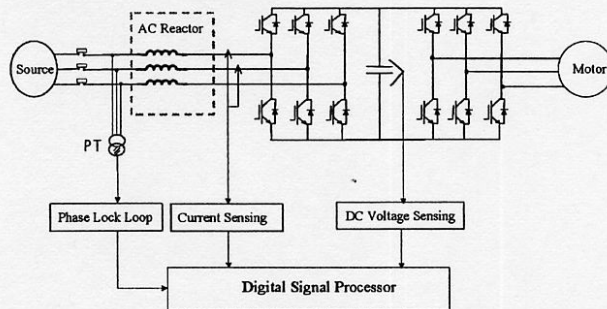 AC Reactor
Source
Motor
PT
Phase Lock Loop
Current Sensing
DC Voltage Sensing
Digital Signal Processor